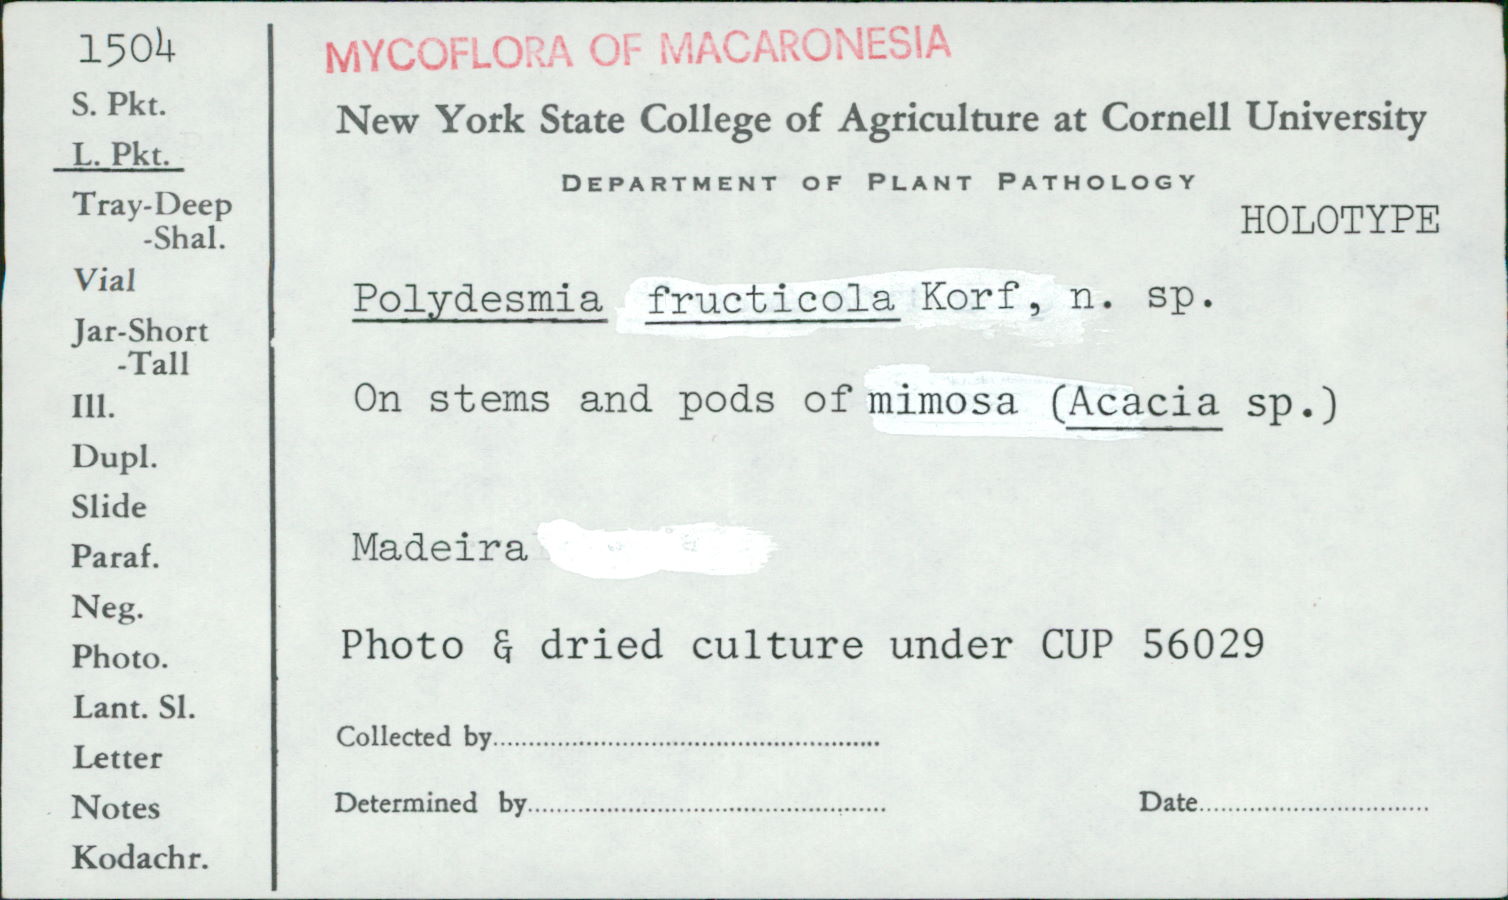 1504
S. Pkt.
L. Pkt.
Tray-Deep
-Shal.
Vial
Jar-Short
-Tall
Ill.
Dupl.
Slide
Paraf.
Neg.
Photo.
Lant. Sl.
Letter
Notes
Kodachr.
MYCOFLORA OF MACARONESIA
New York State College of Agriculture at Cornell University
DEPARTMENT OF PLANT PATHOLOGY
HOLOTYPE
Polydesmia fructicola Korf, n. sp.
On stems and pods of mimosa (Acacia sp.)
Madeira
Photo & dried culture under CUP 56029
Collected by
Determined by
Date